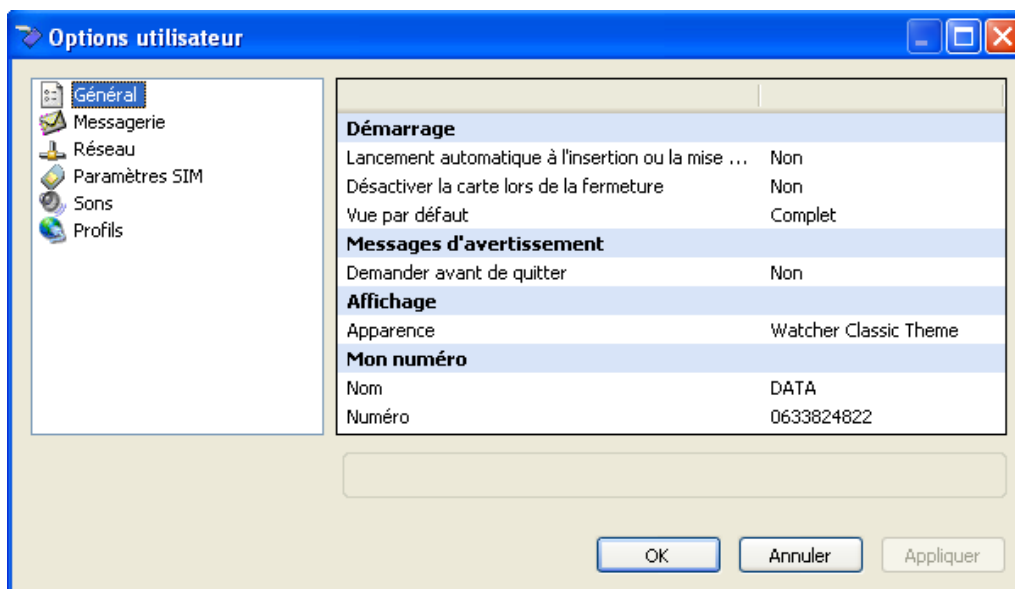 Options utilisateur
Général
Messagerie
Réseau
Paramètres SIM
Sons
Profils
Démarrage
Lancement automatique à l'insertion ou la mise ... Non
Désactiver la carte lors de la fermeture Non
Vue par défaut Complet
Messages d'avertissement
Demander avant de quitter Non
Affichage
Apparence Watcher Classic Theme
Mon numéro
Nom DATA
Numéro 0633824822
OK Annuler Appliquer